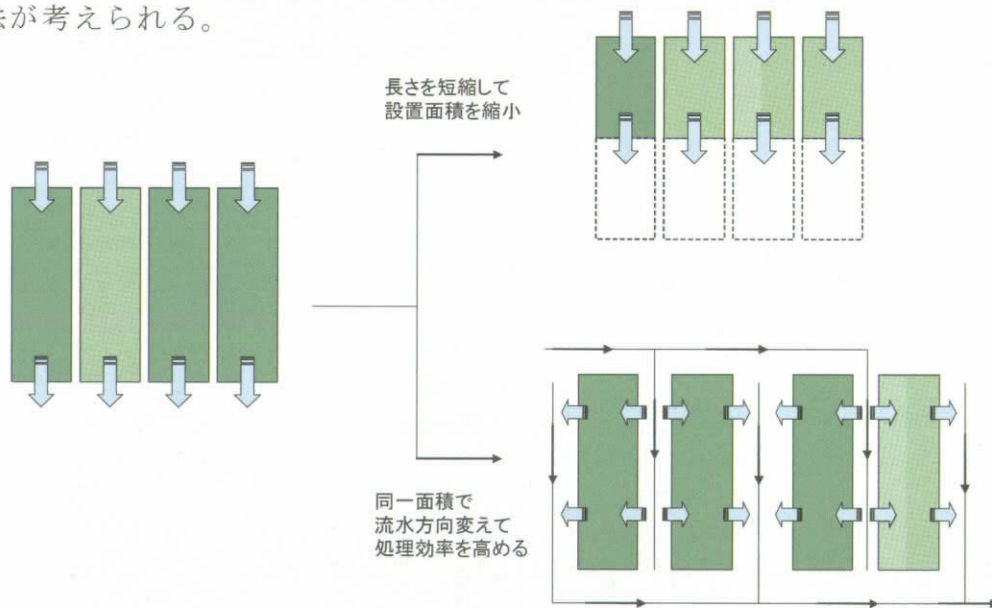 法が考えられる。
長さを短縮して
設置面積を縮小
同一面積で
流水方向変えて
処理効率を高める